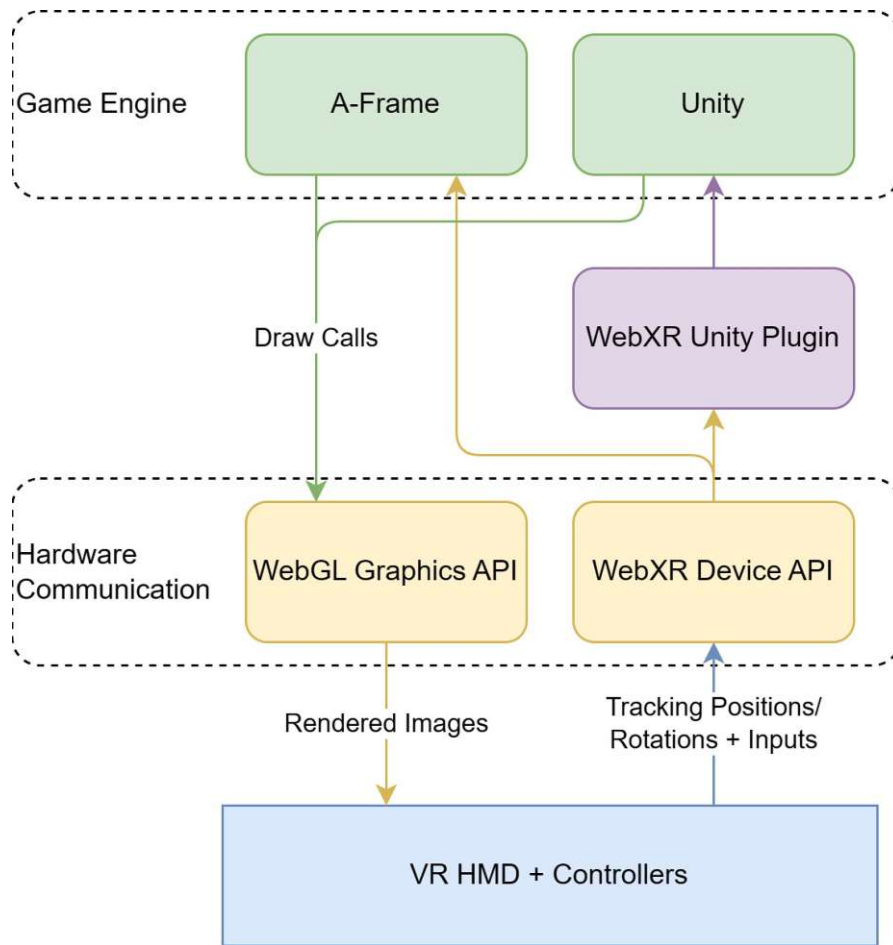 Game Engine
A-Frame
Unity
Draw Calls
WebXR Unity Plugin
Hardware
Communication
WebGL Graphics API
WebXR Device API
Rendered Images
Tracking Positions/
Rotations + Inputs
VR HMD + Controllers